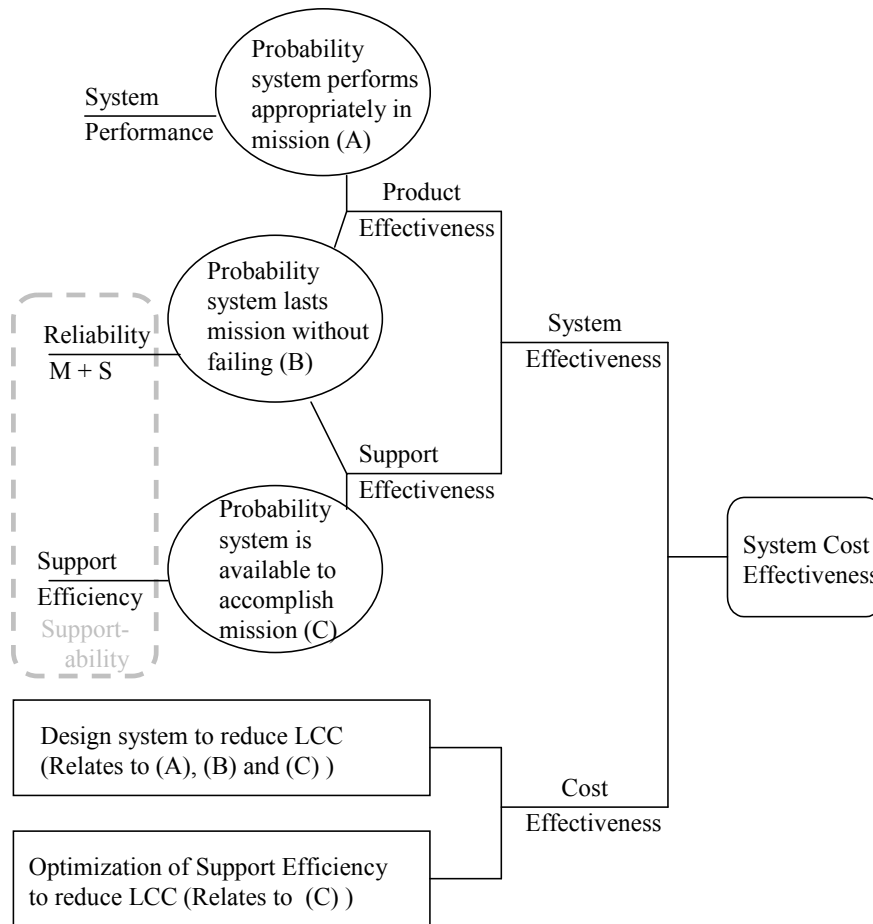 Probability
system performs
appropriately in
mission (A)
System
Performance
Product
Effectiveness
Probability
system lasts
mission without
failing (B)
Reliability
M + S
System
Effectiveness
Support
Effectiveness
Probability
system is
available to
accomplish
mission (C)
Support
Efficiency
Support-
ability
System Cost
Effectiveness
Design system to reduce LCC
(Relates to (A), (B) and (C) )
Cost
Effectiveness
Optimization of Support Efficiency
to reduce LCC (Relates to  (C) )